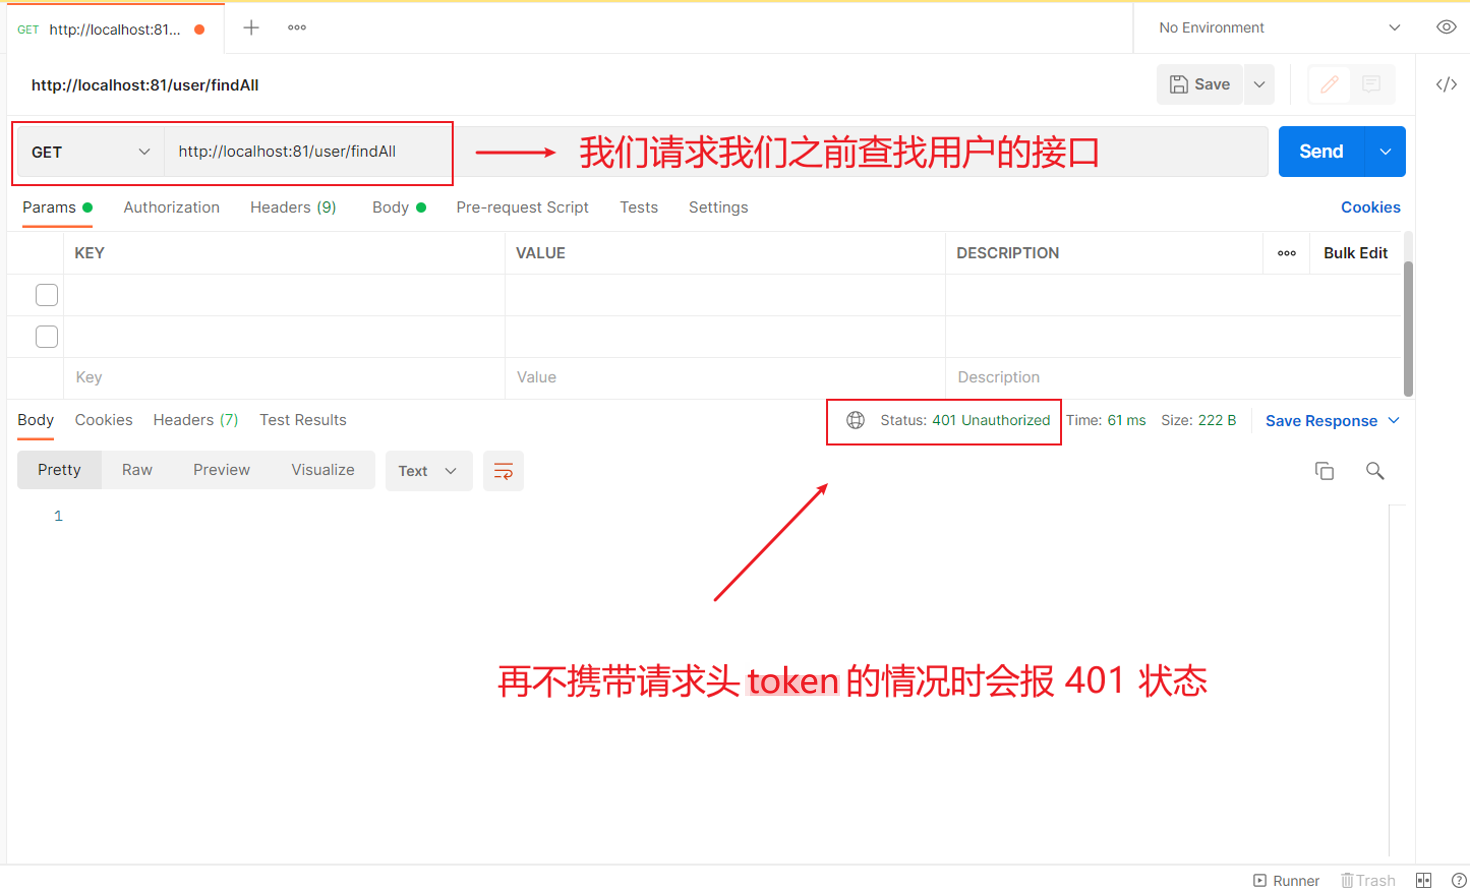 GET http://localhost:81... No Environment
http://localhost:81/user/findAll Save
GET http://localhost:81/user/findAll 我们请求我们之前查找用户的接口 Send
Params Authorization Headers (9) Body Pre-request Script Tests Settings Cookies
KEY VALUE DESCRIPTION Bulk Edit
Key Value Description
Body Cookies Headers (7) Test Results Status: 401 Unauthorized Time: 61 ms Size: 222 B Save Response
Pretty Raw Preview Visualize Text
1
再不携带请求头 token 的情况时会报 401 状态
Runner Trash